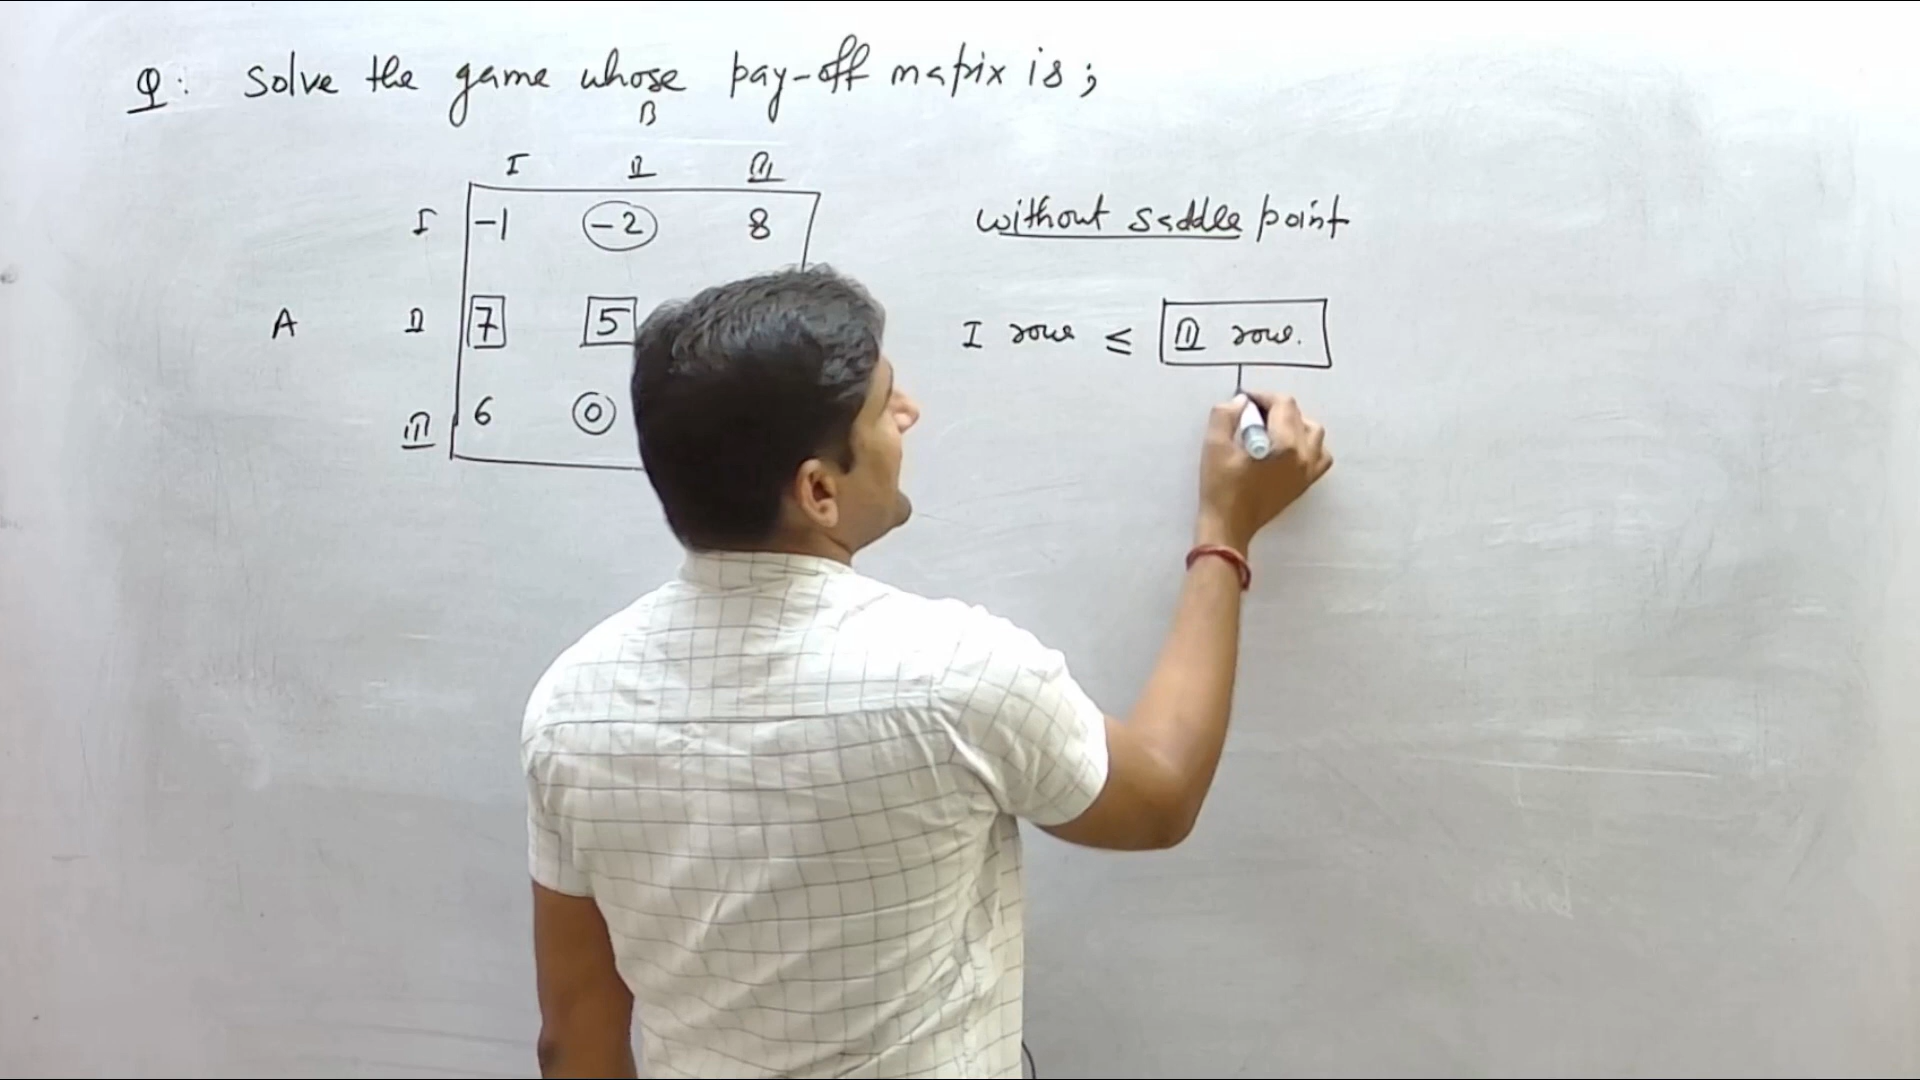 Q: Solve the game whose pay-off matrix is;
B
I II III
I -1 -2 8
A II 7 5
III 6 0
without saddle point
I row ≤ III row.